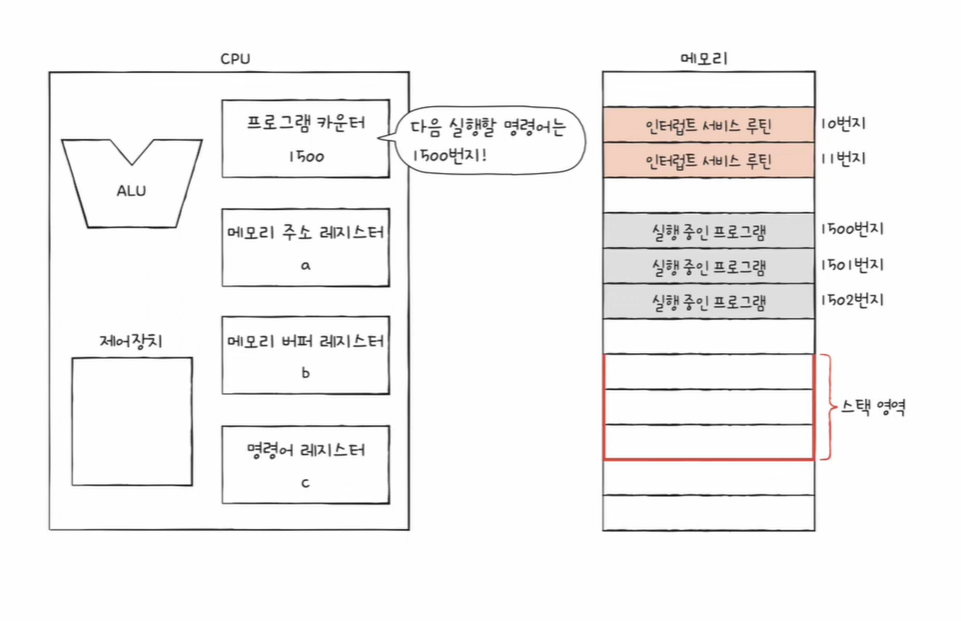 CPU
프로그램 카운터
1500
다음 실행할 명령어는
1500번지!
ALU
메모리 주소 레지스터
a
제어장치
메모리 버퍼 레지스터
b
명령어 레지스터
c
메모리
인터럽트 서비스 루틴 10번지
인터럽트 서비스 루틴 11번지
실행 중인 프로그램 1500번지
실행 중인 프로그램 1501번지
실행 중인 프로그램 1502번지
스택 영역